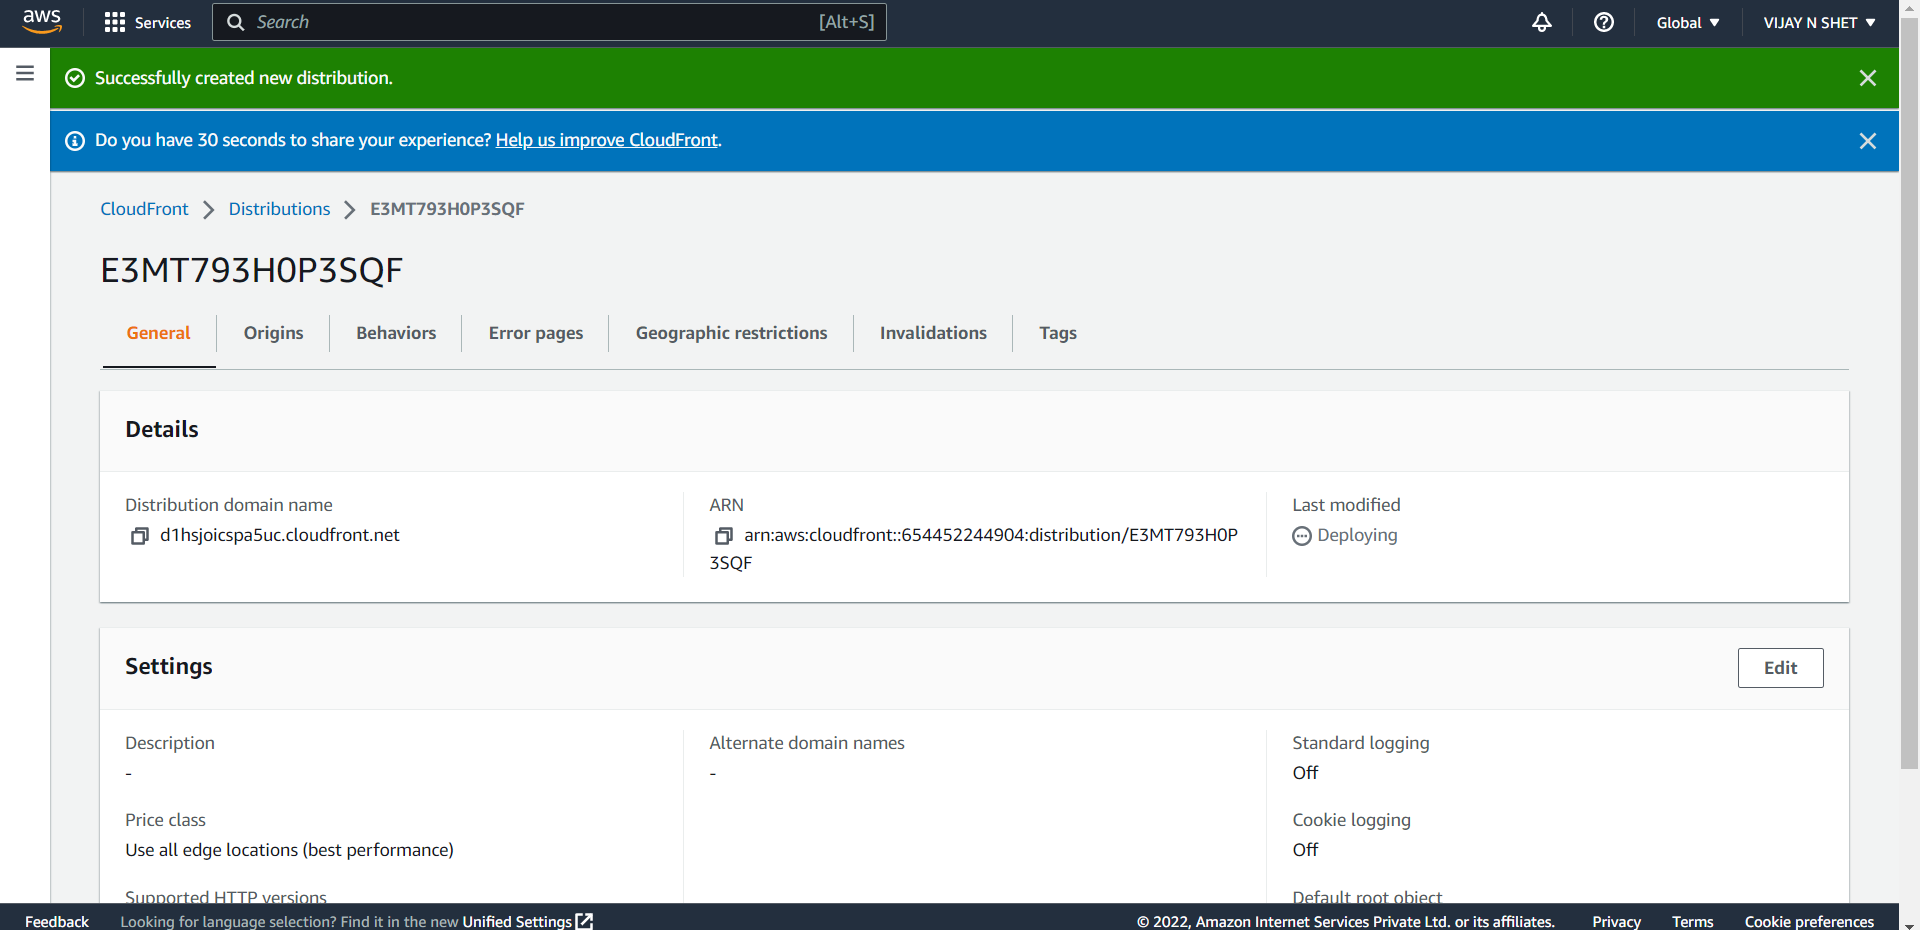 aws
Services
Search
[Alt+S]
Global
VIJAY N SHET
Successfully created new distribution.
Do you have 30 seconds to share your experience? Help us improve CloudFront.
CloudFront
Distributions
E3MT793H0P3SQF
E3MT793H0P3SQF
General
Origins
Behaviors
Error pages
Geographic restrictions
Invalidations
Tags
Details
Distribution domain name
d1hsjoicspa5uc.cloudfront.net
ARN
arn:aws:cloudfront::654452244904:distribution/E3MT793H0P
3SQF
Last modified
Deploying
Settings
Edit
Description
-
Alternate domain names
-
Standard logging
Off
Price class
Use all edge locations (best performance)
Cookie logging
Off
Supported HTTP versions
Default root object
Feedback
Looking for language selection? Find it in the new Unified Settings
© 2022, Amazon Internet Services Private Ltd. or its affiliates.
Privacy
Terms
Cookie preferences